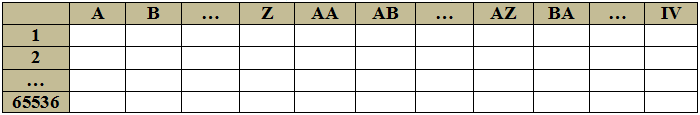 A B … Z AA AB … AZ BA … IV
1
2
…
65536